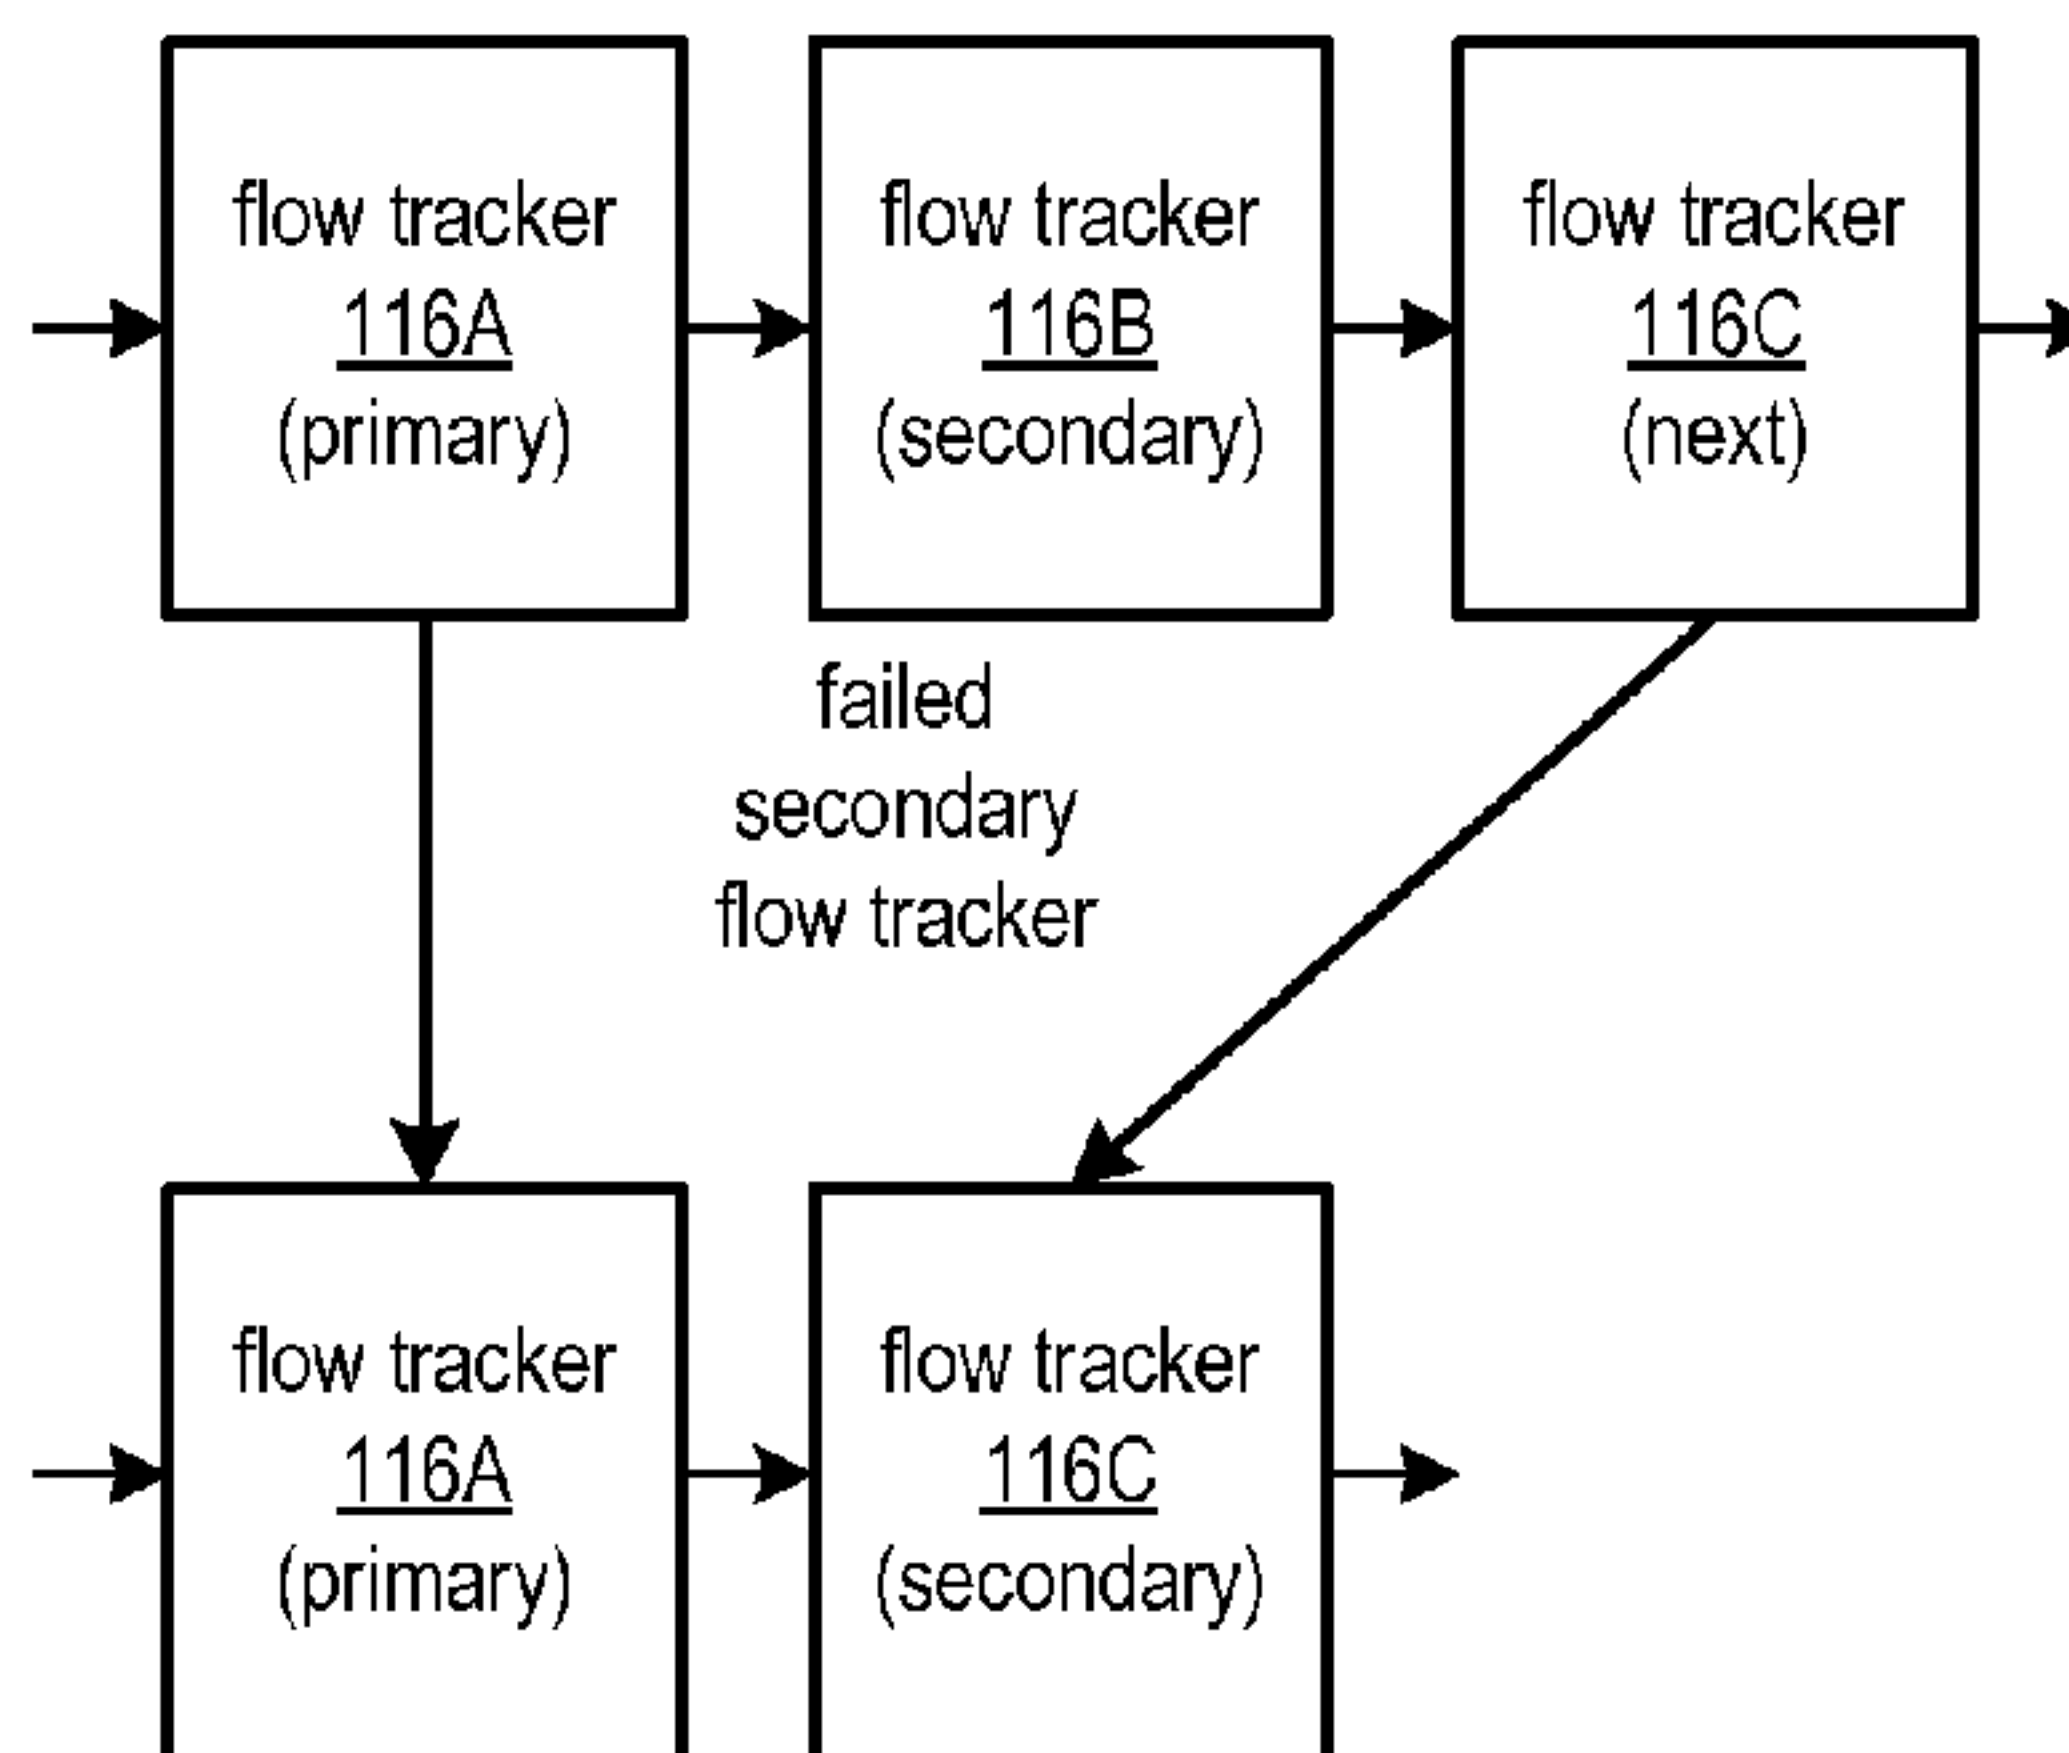 flow tracker
116A
(primary)
flow tracker
116B
(secondary)
flow tracker
116C
(next)
failed
secondary
flow tracker
flow tracker
116A
(primary)
flow tracker
116C
(secondary)